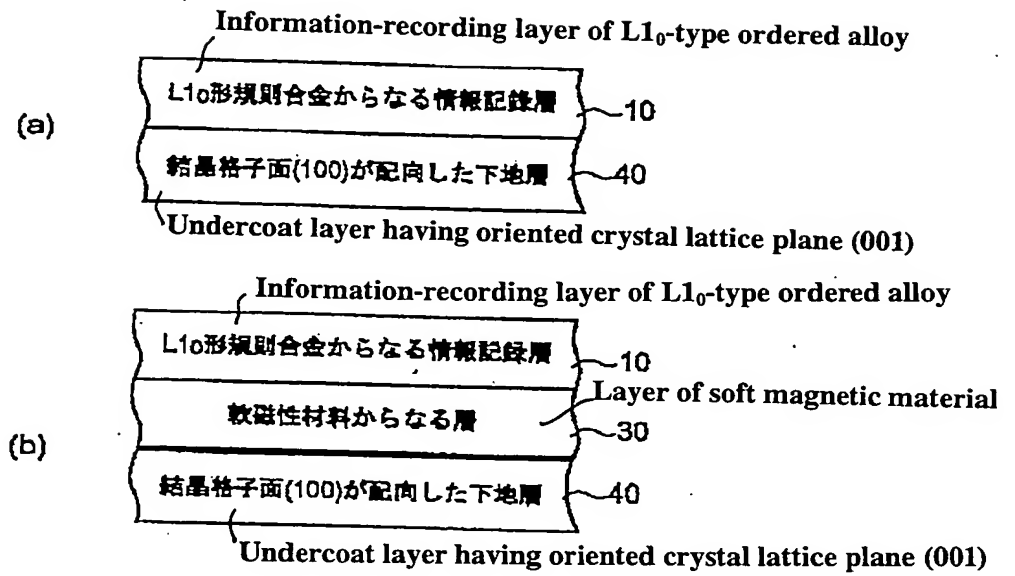 Information-recording layer of L1₀-type ordered alloy
(a)
L1₀形規則合金からなる情報記録層
10
結晶格子面(100)が配向した下地層
40
Undercoat layer having oriented crystal lattice plane (001)
Information-recording layer of L1₀-type ordered alloy
(b)
L1₀形規則合金からなる情報記録層
10
Layer of soft magnetic material
軟磁性材料からなる層
30
結晶格子面(100)が配向した下地層
40
Undercoat layer having oriented crystal lattice plane (001)